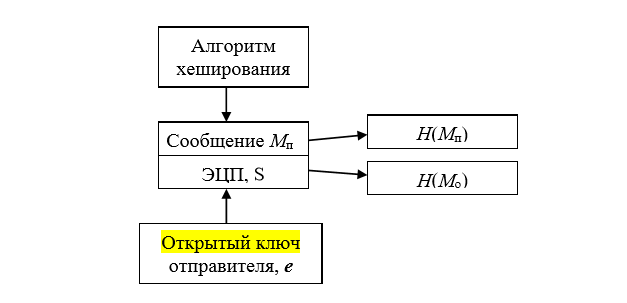 Алгоритм
хеширования
Сообщение Mп
H(Mп)
ЭЦП, S
H(Mо)
Открытый ключ
отправителя, e